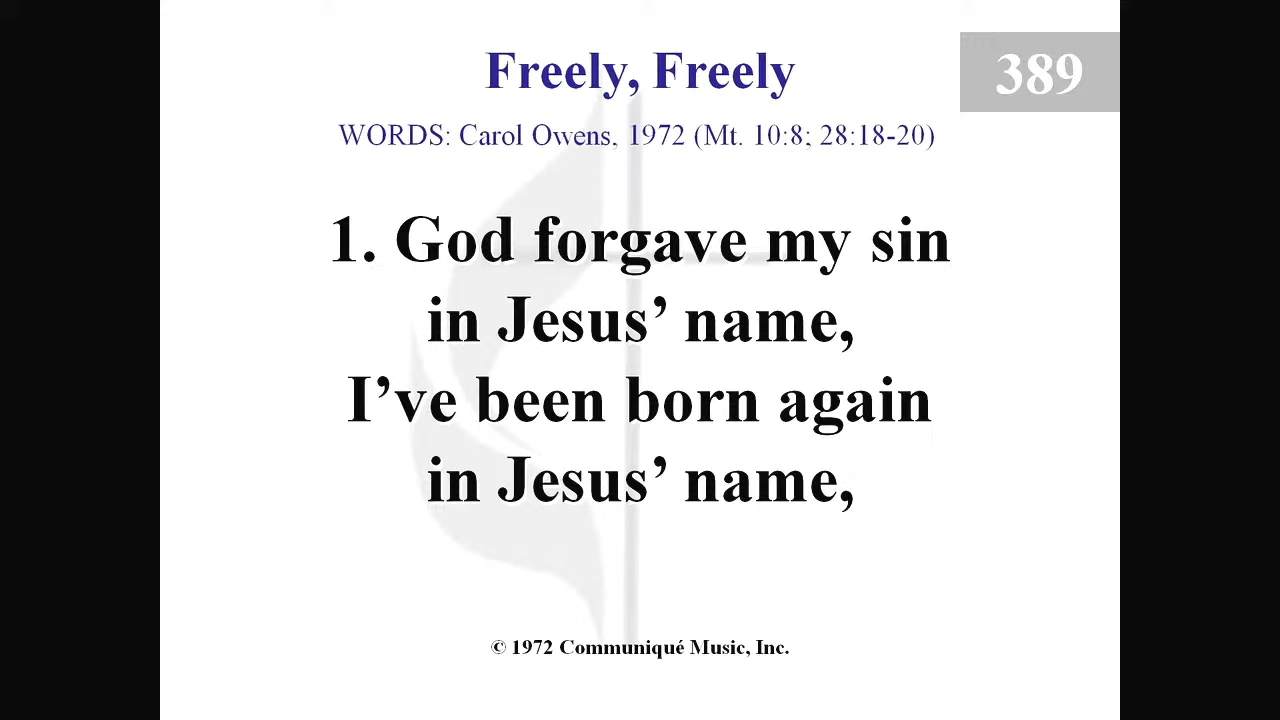 Freely, Freely
389
WORDS: Carol Owens, 1972 (Mt. 10:8; 28:18-20)
1. God forgave my sin
in Jesus’ name,
I’ve been born again
in Jesus’ name,
© 1972 Communiqué Music, Inc.